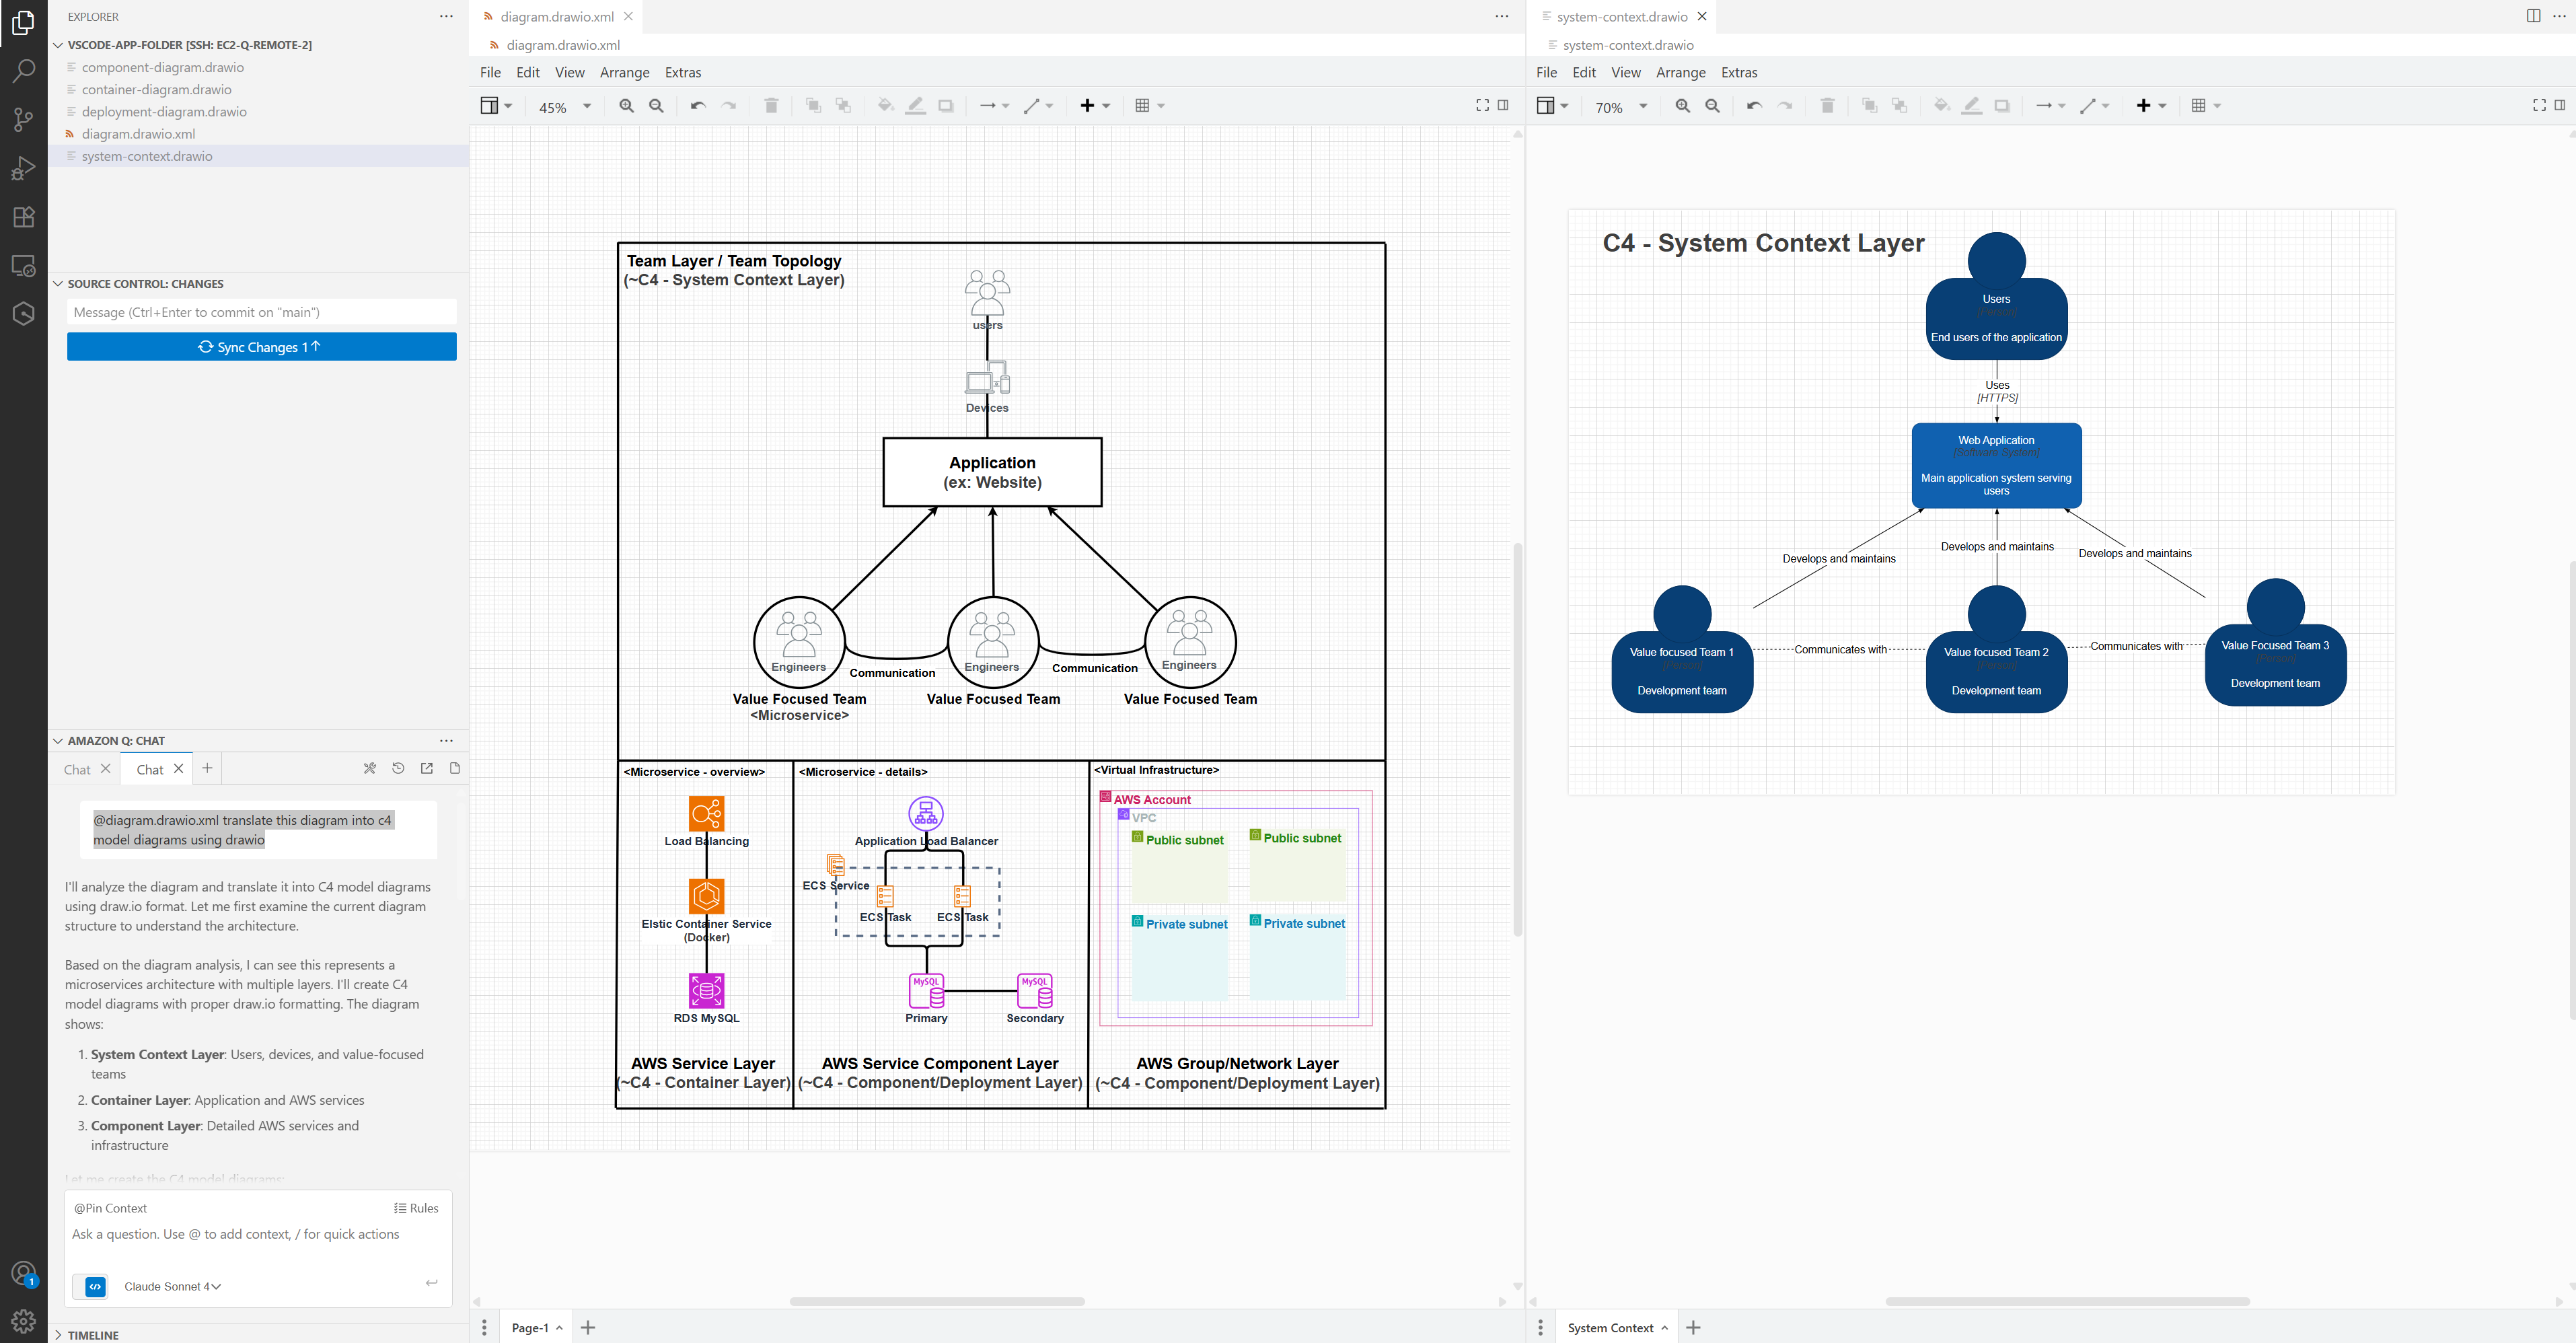 EXPLORER
VSCODE-APP-FOLDER [SSH: EC2-Q-REMOTE-2]
component-diagram.drawio
container-diagram.drawio
deployment-diagram.drawio
diagram.drawio.xml
system-context.drawio
SOURCE CONTROL: CHANGES
Message (Ctrl+Enter to commit on "main")
Sync Changes 1↑
AMAZON Q: CHAT
Chat
Chat
@diagram.drawio.xml translate this diagram into c4
model diagrams using drawio
I'll analyze the diagram and translate it into C4 model diagrams
using draw.io format. Let me first examine the current diagram
structure to understand the architecture.
Based on the diagram analysis, I can see this represents a
microservices architecture with multiple layers. I'll create C4
model diagrams with proper draw.io formatting. The diagram
shows:
1. System Context Layer: Users, devices, and value-focused
teams
2. Container Layer: Application and AWS services
3. Component Layer: Detailed AWS services and
infrastructure
Let me create the C4 model diagrams:
@Pin Context
Rules
Ask a question. Use @ to add context, / for quick actions
Claude Sonnet 4
1
TIMELINE
diagram.drawio.xml
diagram.drawio.xml
File Edit View Arrange Extras
45%
Team Layer / Team Topology
(~C4 - System Context Layer)
users
Devices
Application
(ex: Website)
Engineers
Engineers
Engineers
Communication
Communication
Value Focused Team
<Microservice>
Value Focused Team
Value Focused Team
<Microservice - overview>
Load Balancing
Elstic Container Service
(Docker)
RDS MySQL
AWS Service Layer
(~C4 - Container Layer)
<Microservice - details>
Application Load Balancer
ECS Service
ECS Task
ECS Task
MySQL
MySQL
Primary
Secondary
AWS Service Component Layer
(~C4 - Component/Deployment Layer)
<Virtual Infrastructure>
AWS Account
VPC
Public subnet
Public subnet
Private subnet
Private subnet
AWS Group/Network Layer
(~C4 - Component/Deployment Layer)
Page-1
system-context.drawio
system-context.drawio
File Edit View Arrange Extras
70%
C4 - System Context Layer
Users
[Person]
End users of the application
Uses
[HTTPS]
Web Application
[Software System]
Main application system serving
users
Develops and maintains
Develops and maintains
Develops and maintains
Value focused Team 1
[Person]
Development team
Communicates with
Value focused Team 2
[Person]
Development team
Communicates with
Value Focused Team 3
[Person]
Development team
System Context